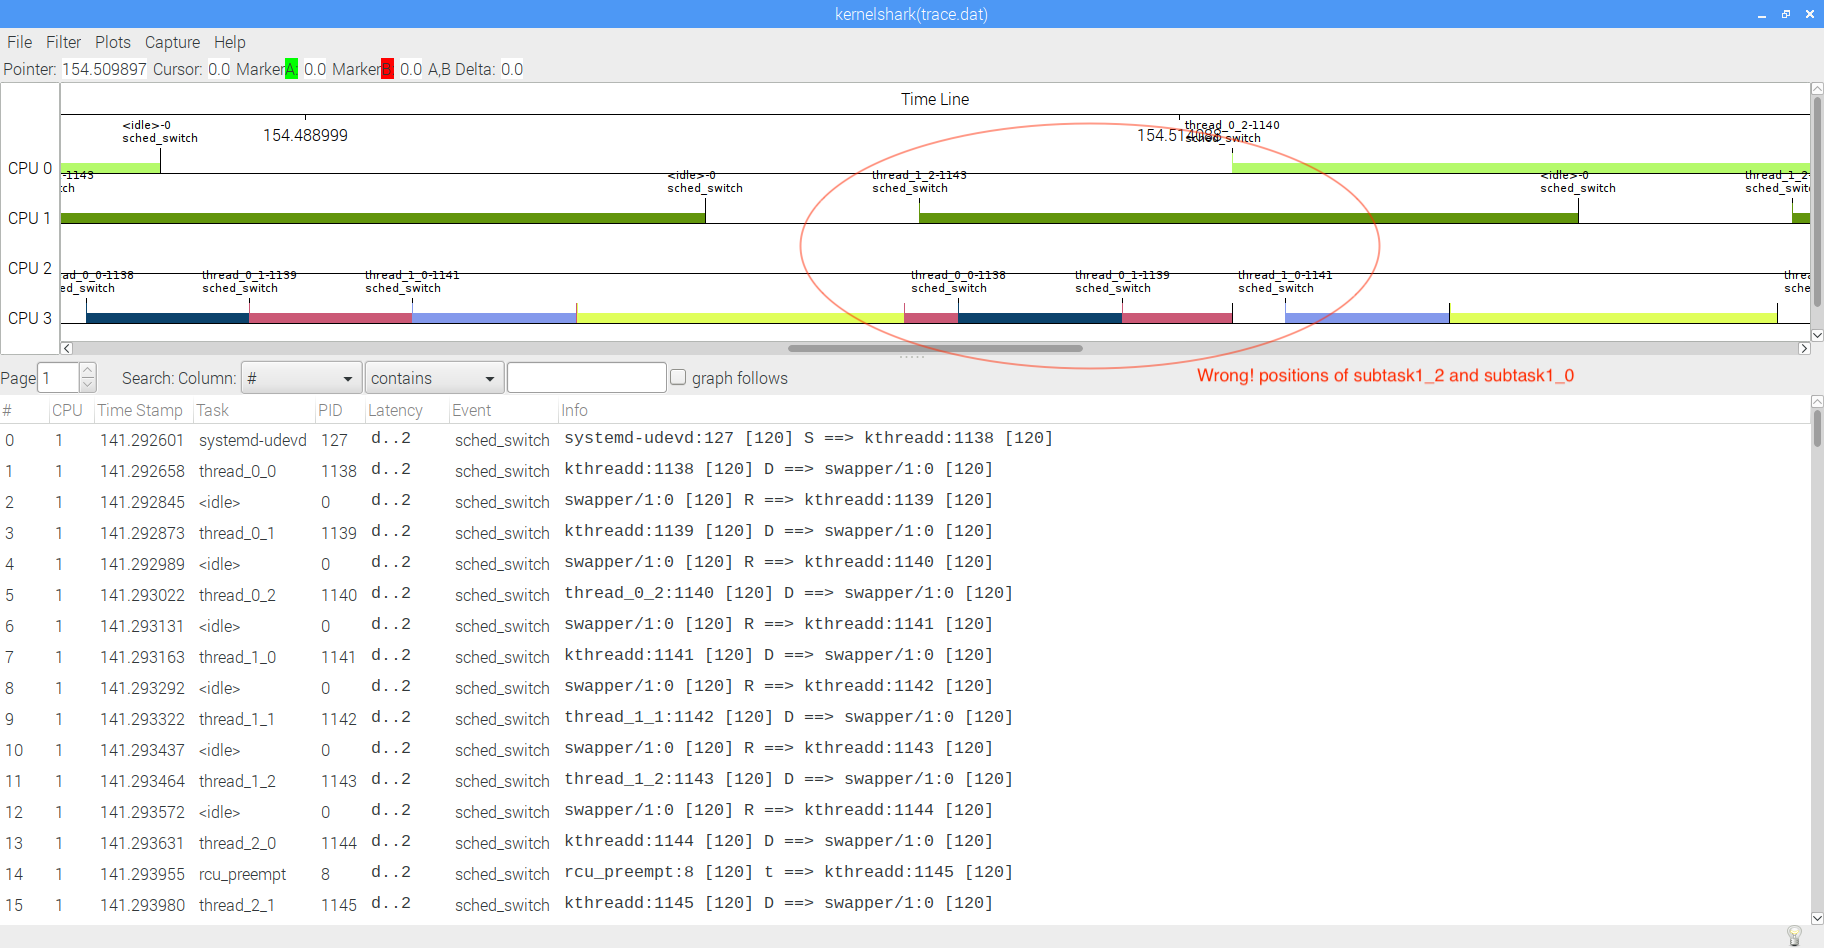 kernelshark(trace.dat)
File Filter Plots Capture Help
Pointer: 154.509897 Cursor: 0.0 Marker A: 0.0 Marker B: 0.0 A,B Delta: 0.0
Time Line
<idle>-0 thread_0_2-1140
sched_switch 154.488999 154.514088 sched_switch
CPU 0
-1143 <idle>-0 thread_1_2-1143 <idle>-0 thread_1_2-
tch sched_switch sched_switch sched_switch sched_switc
CPU 1
CPU 2
ad_0_0-1138 thread_0_1-1139 thread_1_0-1141 thread_0_0-1138 thread_0_1-1139 thread_1_0-1141 threa
ed_switch sched_switch sched_switch sched_switch sched_switch sched_switch sche
CPU 3
Page 1 Search: Column: # contains graph follows
Wrong! positions of subtask1_2 and subtask1_0
# CPU Time Stamp Task PID Latency Event Info
0 1 141.292601 systemd-udevd 127 d..2 sched_switch systemd-udevd:127 [120] S ==> kthreadd:1138 [120]
1 1 141.292658 thread_0_0 1138 d..2 sched_switch kthreadd:1138 [120] D ==> swapper/1:0 [120]
2 1 141.292845 <idle> 0 d..2 sched_switch swapper/1:0 [120] R ==> kthreadd:1139 [120]
3 1 141.292873 thread_0_1 1139 d..2 sched_switch kthreadd:1139 [120] D ==> swapper/1:0 [120]
4 1 141.292989 <idle> 0 d..2 sched_switch swapper/1:0 [120] R ==> kthreadd:1140 [120]
5 1 141.293022 thread_0_2 1140 d..2 sched_switch thread_0_2:1140 [120] D ==> swapper/1:0 [120]
6 1 141.293131 <idle> 0 d..2 sched_switch swapper/1:0 [120] R ==> kthreadd:1141 [120]
7 1 141.293163 thread_1_0 1141 d..2 sched_switch kthreadd:1141 [120] D ==> swapper/1:0 [120]
8 1 141.293292 <idle> 0 d..2 sched_switch swapper/1:0 [120] R ==> kthreadd:1142 [120]
9 1 141.293322 thread_1_1 1142 d..2 sched_switch thread_1_1:1142 [120] D ==> swapper/1:0 [120]
10 1 141.293437 <idle> 0 d..2 sched_switch swapper/1:0 [120] R ==> kthreadd:1143 [120]
11 1 141.293464 thread_1_2 1143 d..2 sched_switch thread_1_2:1143 [120] D ==> swapper/1:0 [120]
12 1 141.293572 <idle> 0 d..2 sched_switch swapper/1:0 [120] R ==> kthreadd:1144 [120]
13 1 141.293631 thread_2_0 1144 d..2 sched_switch kthreadd:1144 [120] D ==> swapper/1:0 [120]
14 1 141.293955 rcu_preempt 8 d..2 sched_switch rcu_preempt:8 [120] t ==> kthreadd:1145 [120]
15 1 141.293980 thread_2_1 1145 d..2 sched_switch kthreadd:1145 [120] D ==> swapper/1:0 [120]